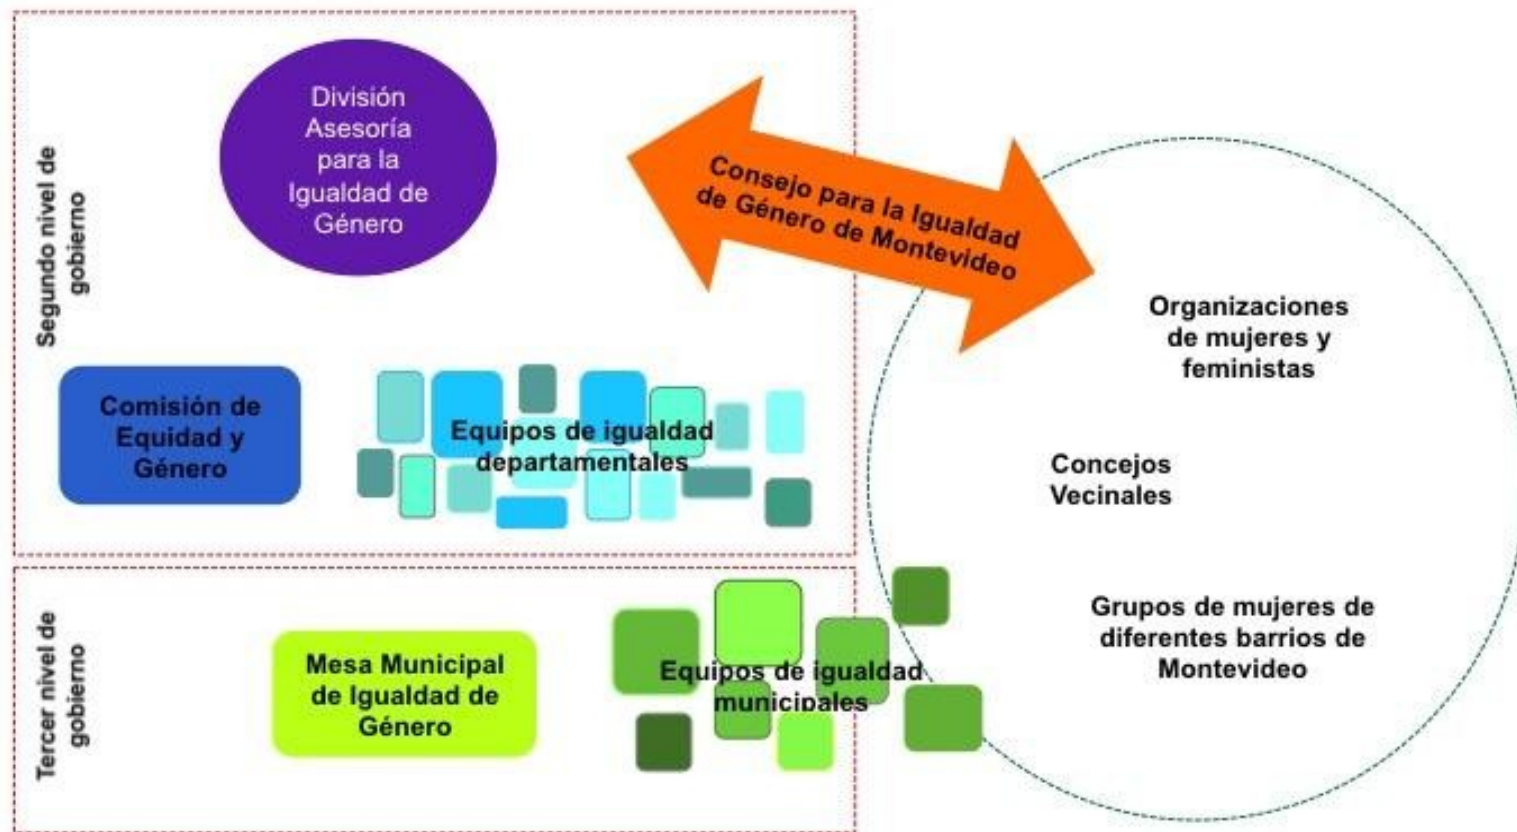 Segundo nivel de
gobierno
División
Asesoría
para la
Igualdad de
Género
Consejo para la Igualdad
de Género de Montevideo
Comisión de
Equidad y
Género
Equipos de igualdad
departamentales
Organizaciones
de mujeres y
feministas
Concejos
Vecinales
Grupos de mujeres de
diferentes barrios de
Montevideo
Tercer nivel de
gobierno
Mesa Municipal
de Igualdad de
Género
Equipos de igualdad
municipales